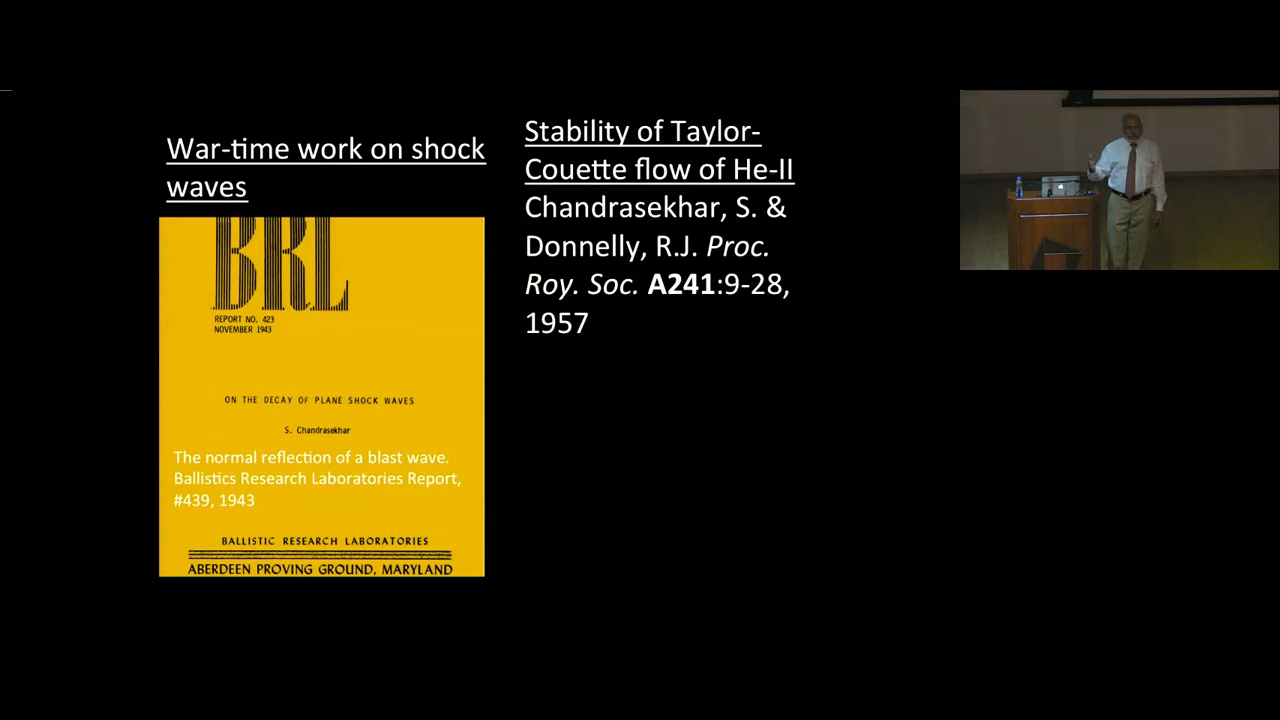 War-time work on shock
waves
BRL
REPORT NO. 423
NOVEMBER 1943
ON THE DECAY OF PLANE SHOCK WAVES
S. Chandrasekhar
The normal reflection of a blast wave.
Ballistics Research Laboratories Report,
#439, 1943
BALLISTIC RESEARCH LABORATORIES
ABERDEEN PROVING GROUND, MARYLAND
Stability of Taylor-
Couette flow of He-II
Chandrasekhar, S. &
Donnelly, R.J. Proc.
Roy. Soc. A241:9-28,
1957